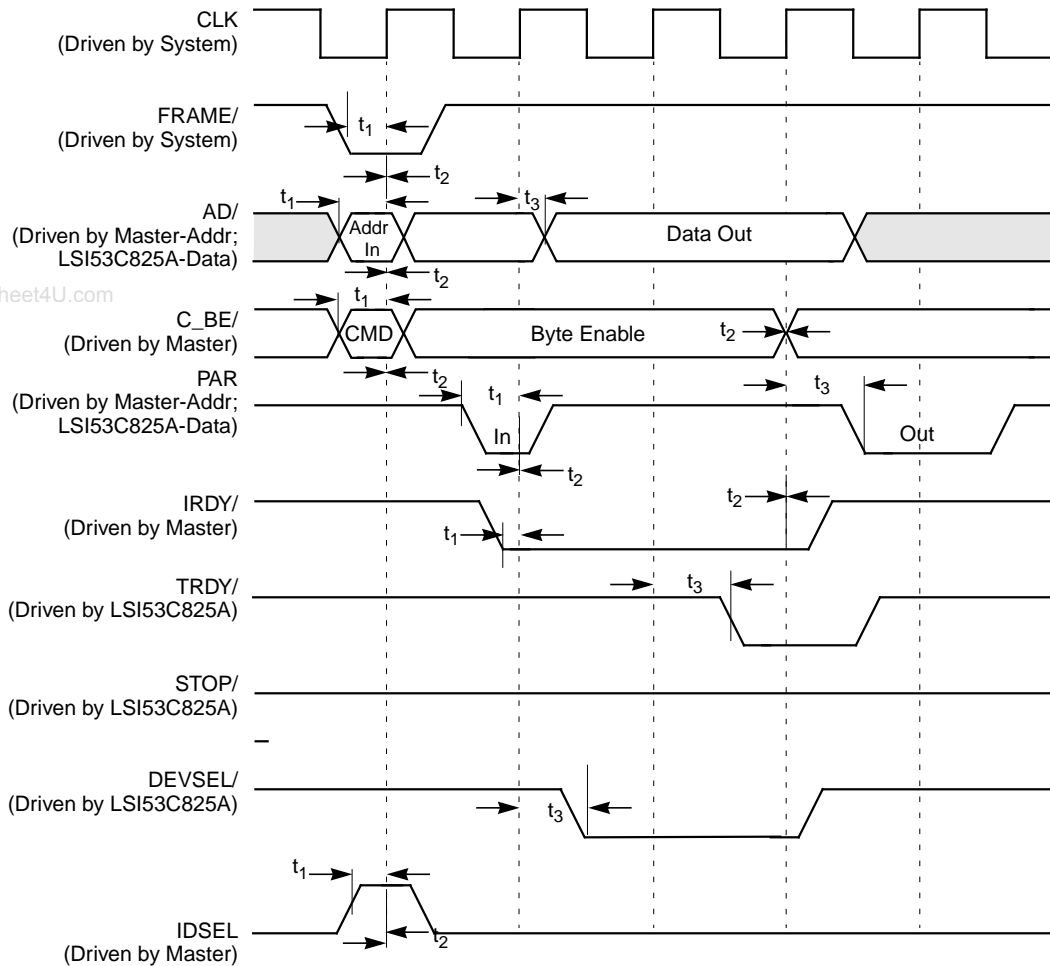 CLK
(Driven by System)
FRAME/
(Driven by System)
t1
t2
t1
t3
AD/
(Driven by Master-Addr;
LSI53C825A-Data)
Addr
In
Data Out
t2
heet4U.com
t1
C_BE/
(Driven by Master)
CMD
Byte Enable
t2
t2
PAR
(Driven by Master-Addr;
LSI53C825A-Data)
t1
t3
In
Out
t2
IRDY/
(Driven by Master)
t2
t1
TRDY/
(Driven by LSI53C825A)
t3
STOP/
(Driven by LSI53C825A)
DEVSEL/
(Driven by LSI53C825A)
t3
t1
IDSEL
(Driven by Master)
t2